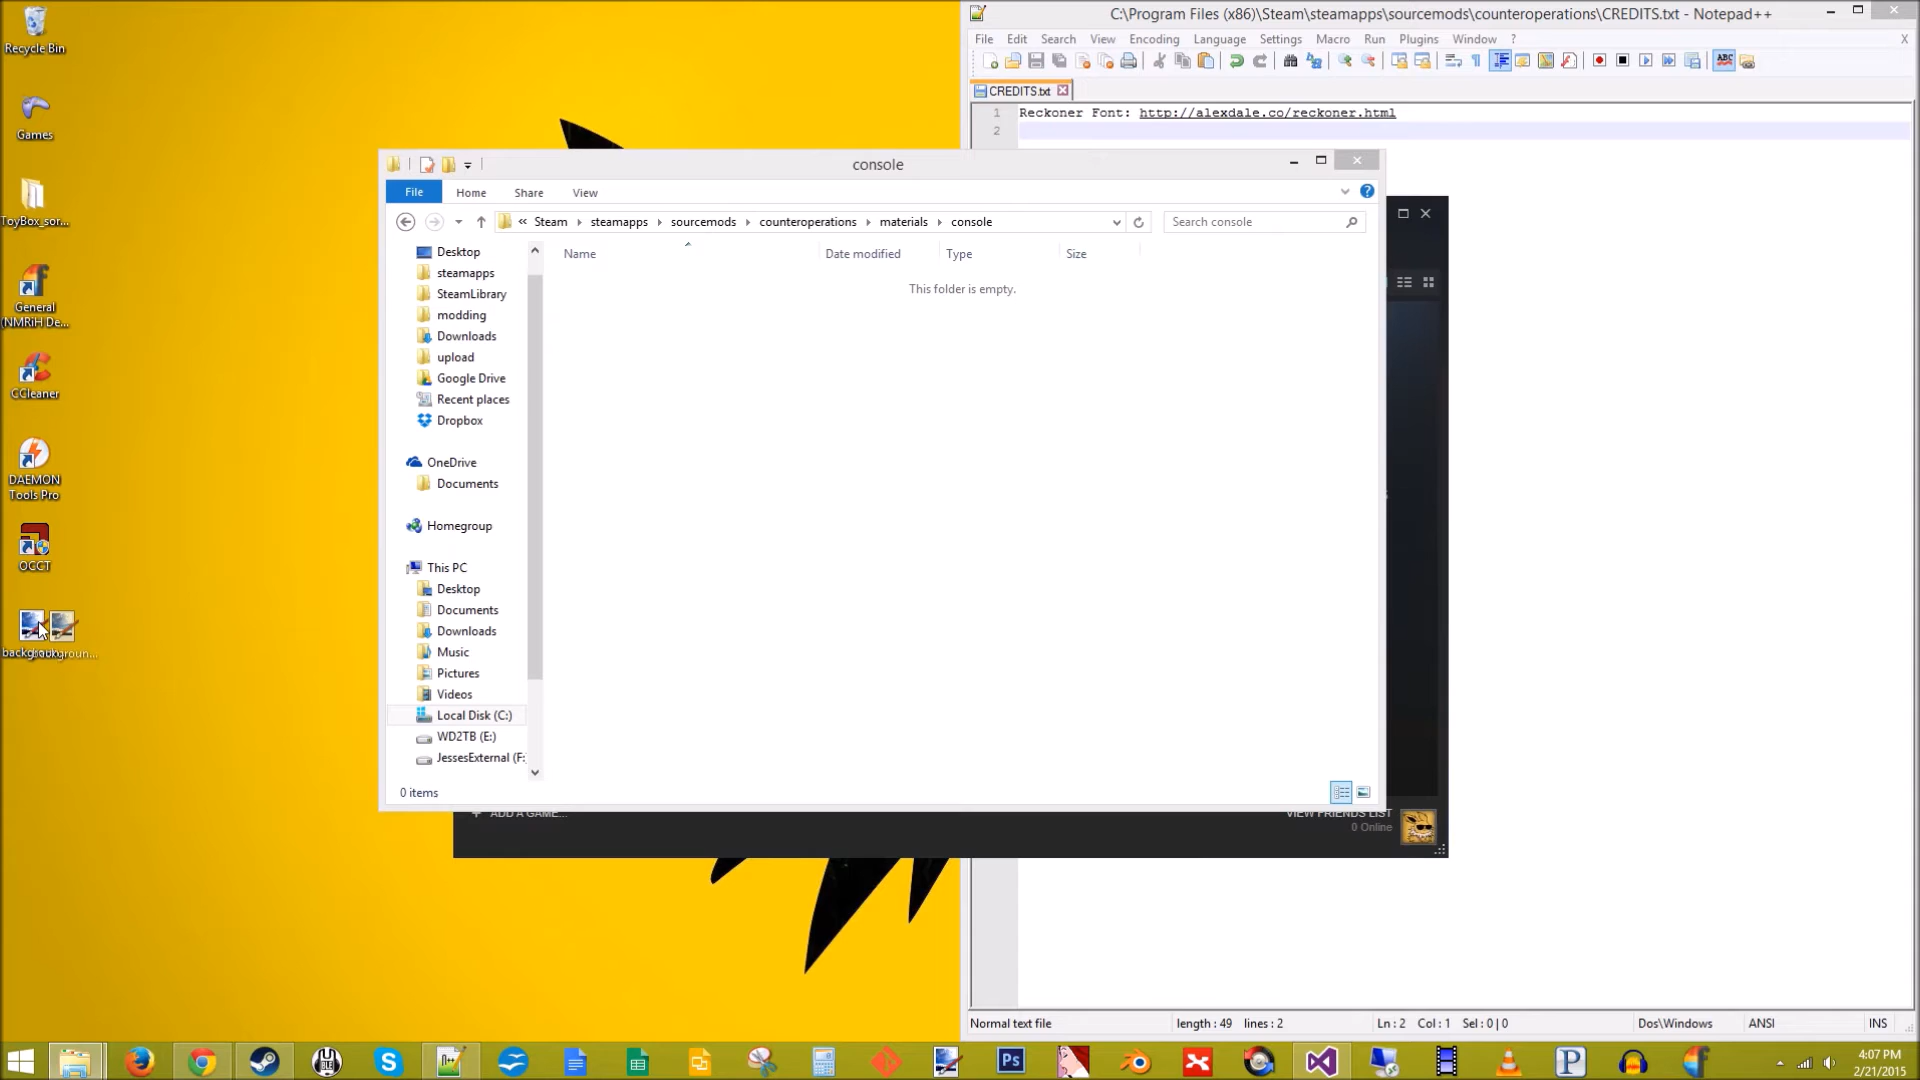 Recycle Bin
Games
ToyBox_sor...
General
(NMRiH De...
CCleaner
DAEMON
Tools Pro
OCCT
C:\Program Files (x86)\Steam\steamapps\sourcemods\counteroperations\CREDITS.txt - Notepad++
File Edit Search View Encoding Language Settings Macro Run Plugins Window ? X
CREDITS.txt
1 Reckoner Font: http://alexdale.co/reckoner.html
2
console
File Home Share View
« Steam steamapps sourcemods counteroperations materials console
Search console
Name Date modified Type Size
This folder is empty.
Desktop
steamapps
SteamLibrary
modding
Downloads
upload
Google Drive
Recent places
Dropbox
OneDrive
Documents
Homegroup
This PC
Desktop
Documents
Downloads
Music
Pictures
Videos
Local Disk (C:)
WD2TB (E:)
JessesExternal (F:
0 items
+ ADD A GAME...
VIEW FRIENDS LIST
0 Online
Normal text file length : 49 lines : 2 Ln : 2 Col : 1 Sel : 0 | 0 Dos\Windows ANSI INS
4:07 PM
2/21/2015